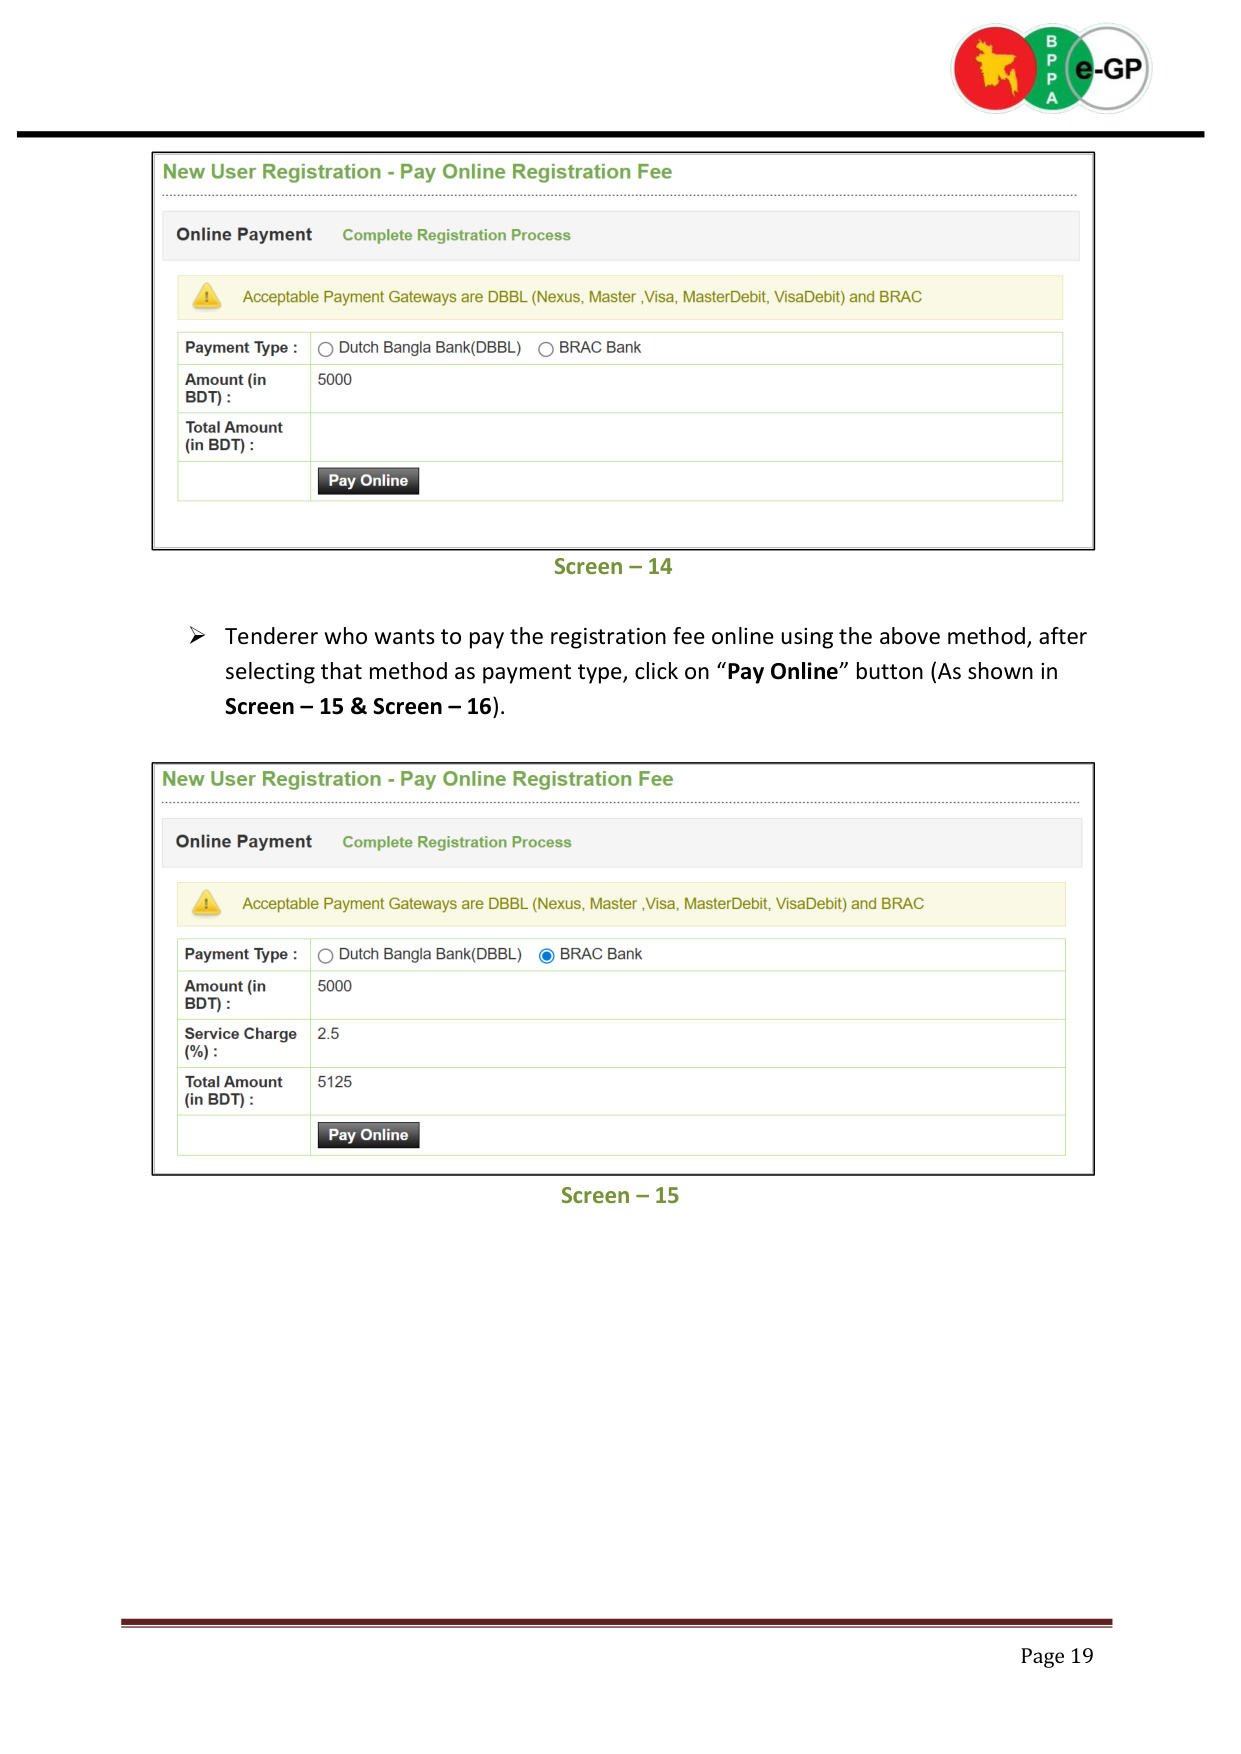 B
P
P
A
e-GP
New User Registration - Pay Online Registration Fee
Online Payment Complete Registration Process
Acceptable Payment Gateways are DBBL (Nexus, Master ,Visa, MasterDebit, VisaDebit) and BRAC
Payment Type : Dutch Bangla Bank(DBBL) BRAC Bank
Amount (in 5000
BDT) :
Total Amount
(in BDT) :
Pay Online
Screen – 14
Tenderer who wants to pay the registration fee online using the above method, after
selecting that method as payment type, click on “Pay Online” button (As shown in
Screen – 15 & Screen – 16).
New User Registration - Pay Online Registration Fee
Online Payment Complete Registration Process
Acceptable Payment Gateways are DBBL (Nexus, Master ,Visa, MasterDebit, VisaDebit) and BRAC
Payment Type : Dutch Bangla Bank(DBBL) BRAC Bank
Amount (in 5000
BDT) :
Service Charge 2.5
(%) :
Total Amount 5125
(in BDT) :
Pay Online
Screen – 15
Page 19